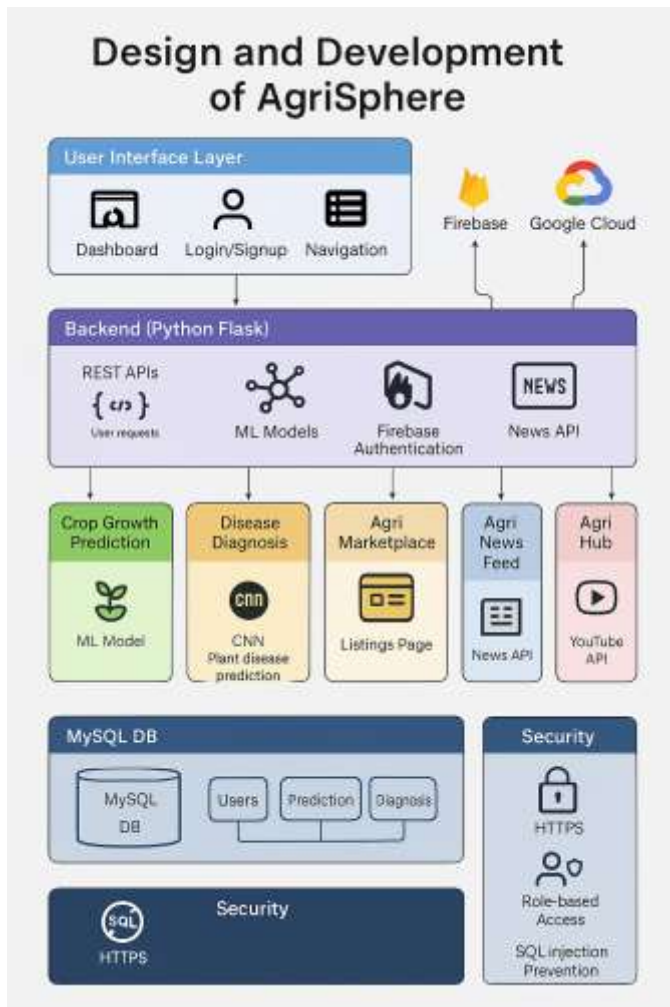 Design and Development
of AgriSphere
User Interface Layer
Dashboard
Login/Signup
Navigation
Firebase
Google Cloud
Backend (Python Flask)
REST APIs
{</>}
User requests
ML Models
Firebase
Authentication
NEWS
News API
Crop Growth
Prediction
ML Model
Disease
Diagnosis
cnn
CNN
Plant disease
prediction
Agri
Marketplace
Listings Page
Agri
News
Feed
News API
Agri
Hub
YouTube
API
MySQL DB
MySQL
DB
Users
Prediction
Diagnosis
Security
HTTPS
Role-based
Access
SQL injection
Prevention
Security
SQL
HTTPS